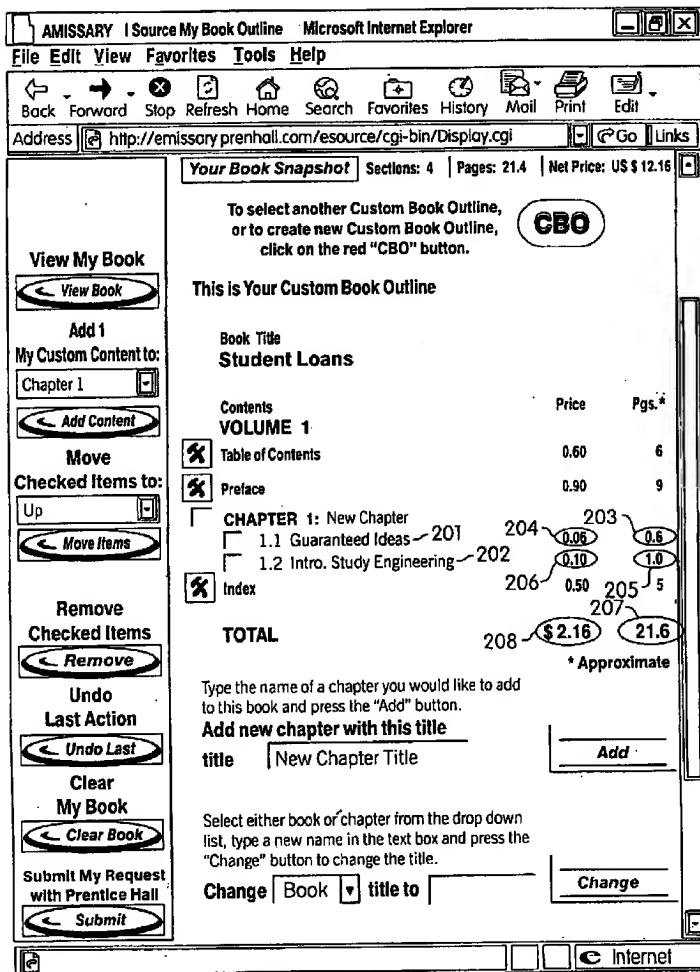 AMISSARY I Source My Book Outline Microsoft Internet Explorer
File Edit View Favorites Tools Help
Back Forward Stop Refresh Home Search Favorites History Mail Print Edit
Address http://emissary.prenhall.com/esource/cgi-bin/Display.cgi Go Links
Your Book Snapshot Sections: 4 Pages: 21.4 Net Price: US $ 12.16
To select another Custom Book Outline,
or to create new Custom Book Outline,
click on the red "CBO" button.
CBO
This is Your Custom Book Outline
View My Book
View Book
Add 1
My Custom Content to:
Chapter 1
Add Content
Move
Checked Items to:
Up
Move Items
Remove
Checked Items
Remove
Undo
Last Action
Undo Last
Clear
My Book
Clear Book
Submit My Request
with Prentice Hall
Submit
Book Title
Student Loans
Contents Price Pgs.*
VOLUME 1
Table of Contents 0.60 6
Preface 0.90 9
CHAPTER 1: New Chapter 203
1.1 Guaranteed Ideas 201 204 0.06 0.6
1.2 Intro. Study Engineering 202 0.10 1.0
Index 206 0.50 205 5
207
TOTAL 208 $2.16 21.6
* Approximate
Type the name of a chapter you would like to add
to this book and press the "Add" button.
Add new chapter with this title
title New Chapter Title Add
Select either book or chapter from the drop down
list, type a new name in the text box and press the
"Change" button to change the title.
Change Book title to Change
Internet